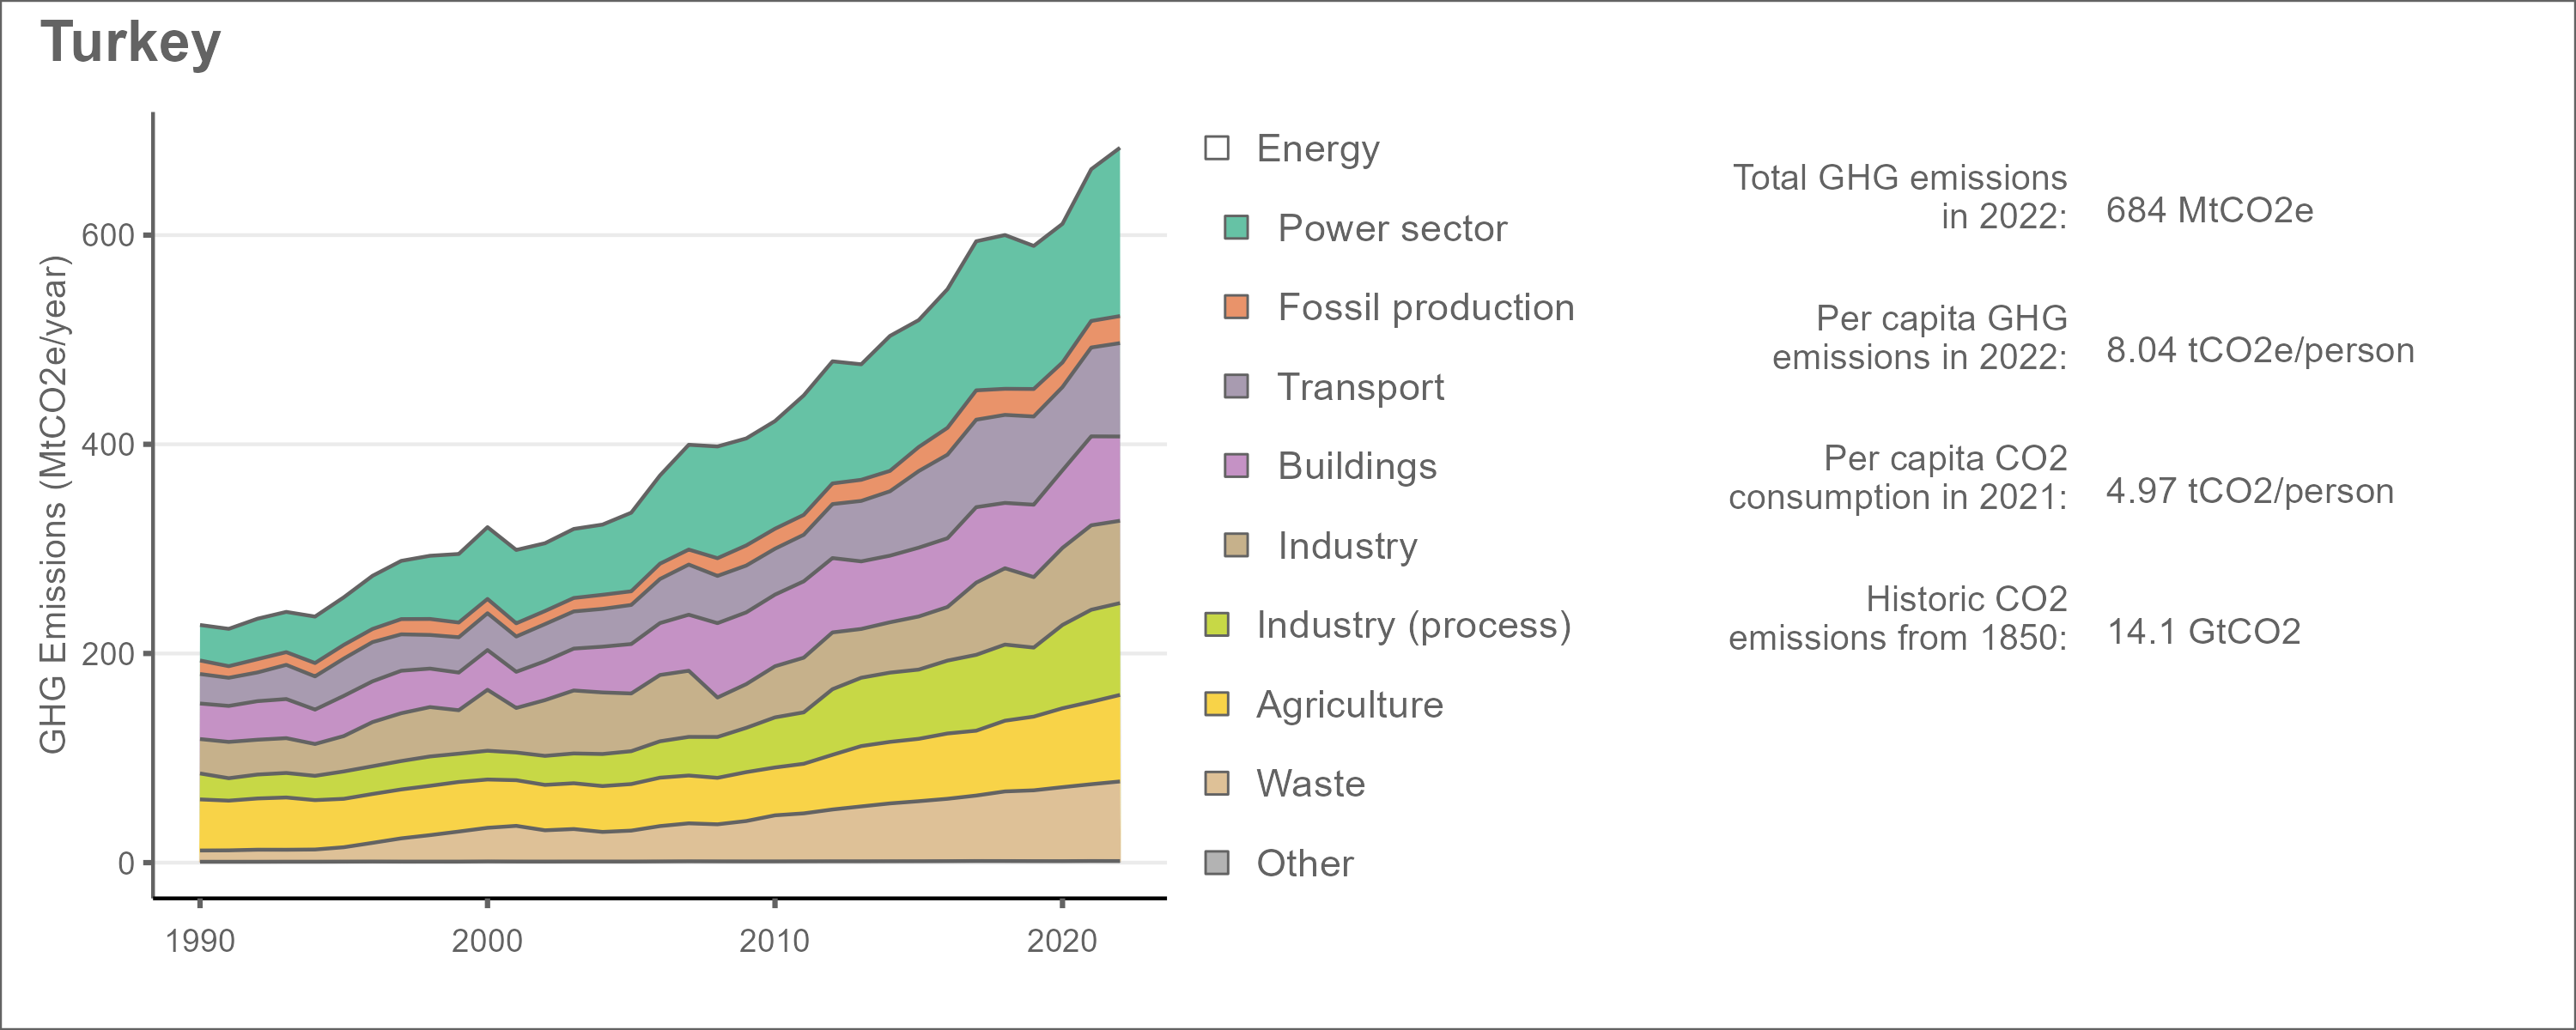 Turkey
GHG Emissions (MtCO2e/year)
600
400
200
0
1990
2000
2010
2020
Energy
Power sector
Fossil production
Transport
Buildings
Industry
Industry (process)
Agriculture
Waste
Other
Total GHG emissions
in 2022:
684 MtCO2e
Per capita GHG
emissions in 2022:
8.04 tCO2e/person
Per capita CO2
consumption in 2021:
4.97 tCO2/person
Historic CO2
emissions from 1850:
14.1 GtCO2